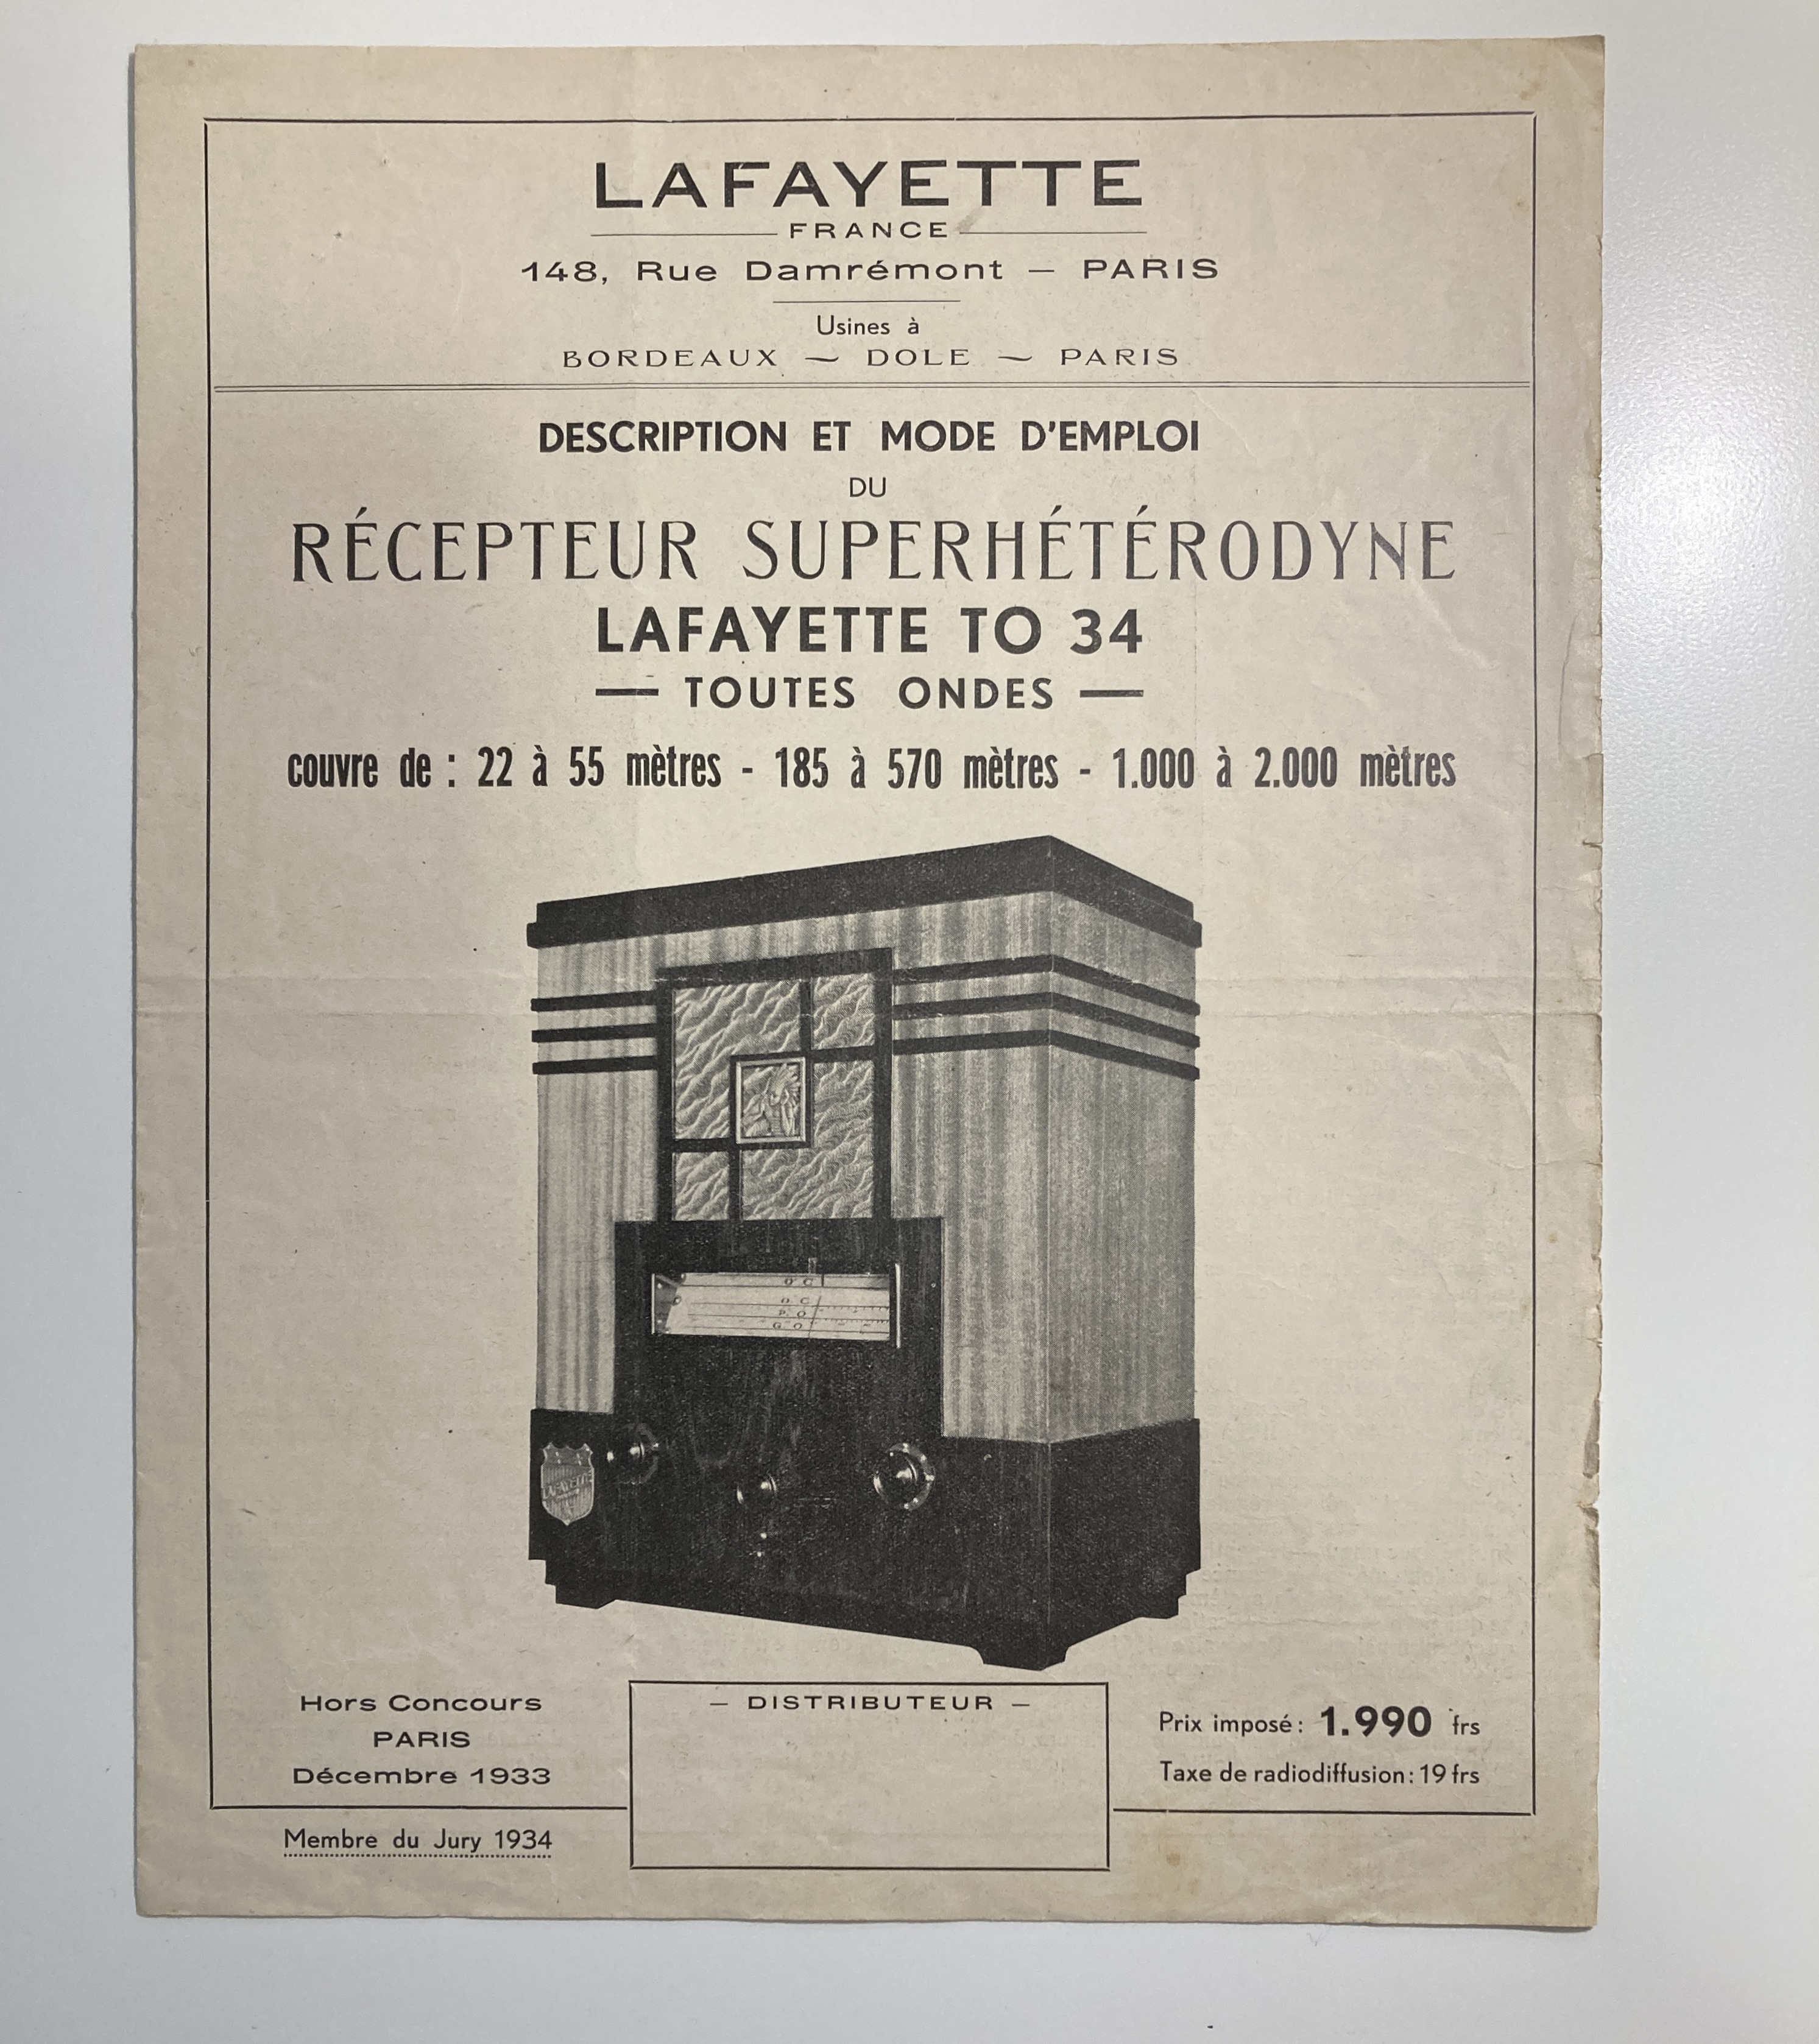 LAFAYETTE
FRANCE
148, Rue Damrémont — PARIS
Usines à
BORDEAUX — DOLE — PARIS
DESCRIPTION ET MODE D'EMPLOI
DU
RÉCEPTEUR SUPERHÉTÉRODYNE
LAFAYETTE TO 34
— TOUTES ONDES —
couvre de : 22 à 55 mètres - 185 à 570 mètres - 1.000 à 2.000 mètres
O C
O C
P O
G O
LAFAYETTE
Hors Concours
PARIS
Décembre 1933
Membre du Jury 1934
— DISTRIBUTEUR —
Prix imposé : 1.990 frs
Taxe de radiodiffusion : 19 frs